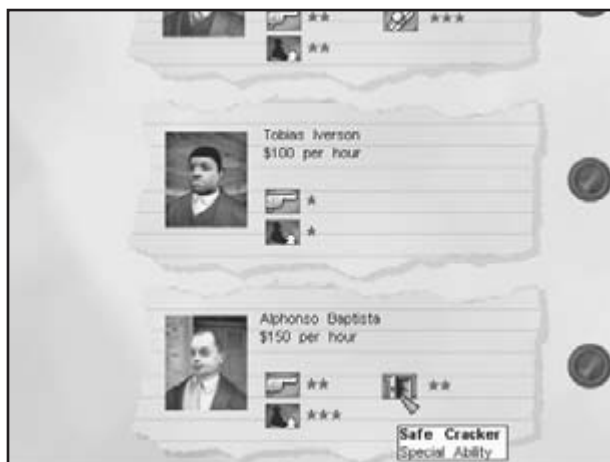 ★★ ★★★
★★
Tobias Iverson
$100 per hour
★
★
Alphonso Baptista
$150 per hour
★★ ★★
★★★
Safe Cracker
Special Ability